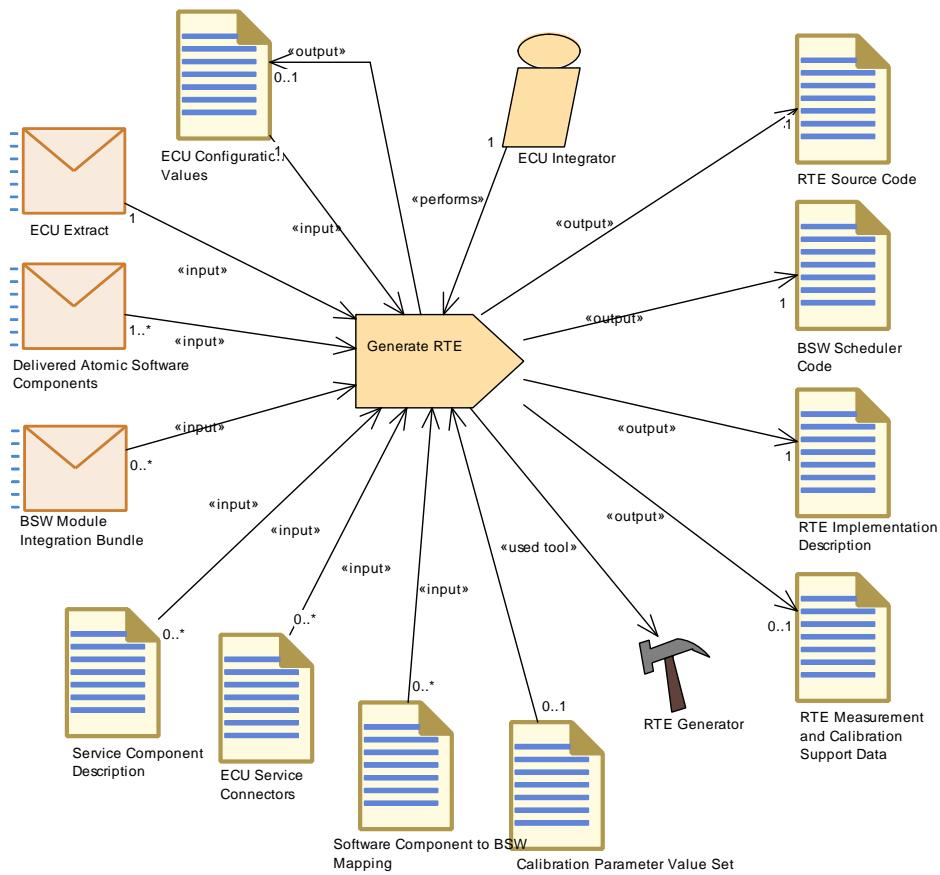 «output»
0..1
1
ECU Configuratic..
Values
«input»
1
ECU Integrator
«performs»
1
RTE Source Code
«output»
1
ECU Extract
«input»
1
BSW Scheduler
Code
«output»
1..*
Delivered Atomic Software
Components
«input»
Generate RTE
0..*
BSW Module
Integration Bundle
«input»
1
RTE Implementation
Description
«output»
«input»
0..*
Service Component
Description
«input»
«input»
0..*
ECU Service
Connectors
«input»
0..*
Software Component to BSW
Mapping
0..1
Calibration Parameter Value Set
«used tool»
RTE Generator
«output»
0..1
RTE Measurement
and Calibration
Support Data